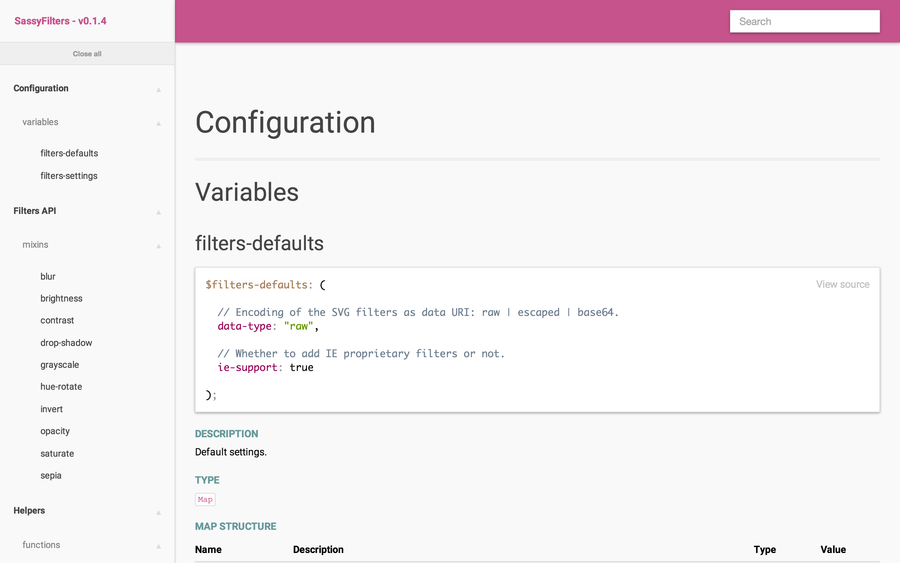 SassyFilters - v0.1.4
Search
Close all
Configuration
variables
filters-defaults
filters-settings
Filters API
mixins
blur
brightness
contrast
drop-shadow
grayscale
hue-rotate
invert
opacity
saturate
sepia
Helpers
functions
Configuration
Variables
filters-defaults
View source
$filters-defaults: (
// Encoding of the SVG filters as data URI: raw | escaped | base64.
data-type: "raw",
// Whether to add IE proprietary filters or not.
ie-support: true
);
DESCRIPTION
Default settings.
TYPE
Map
MAP STRUCTURE
Name Description Type Value